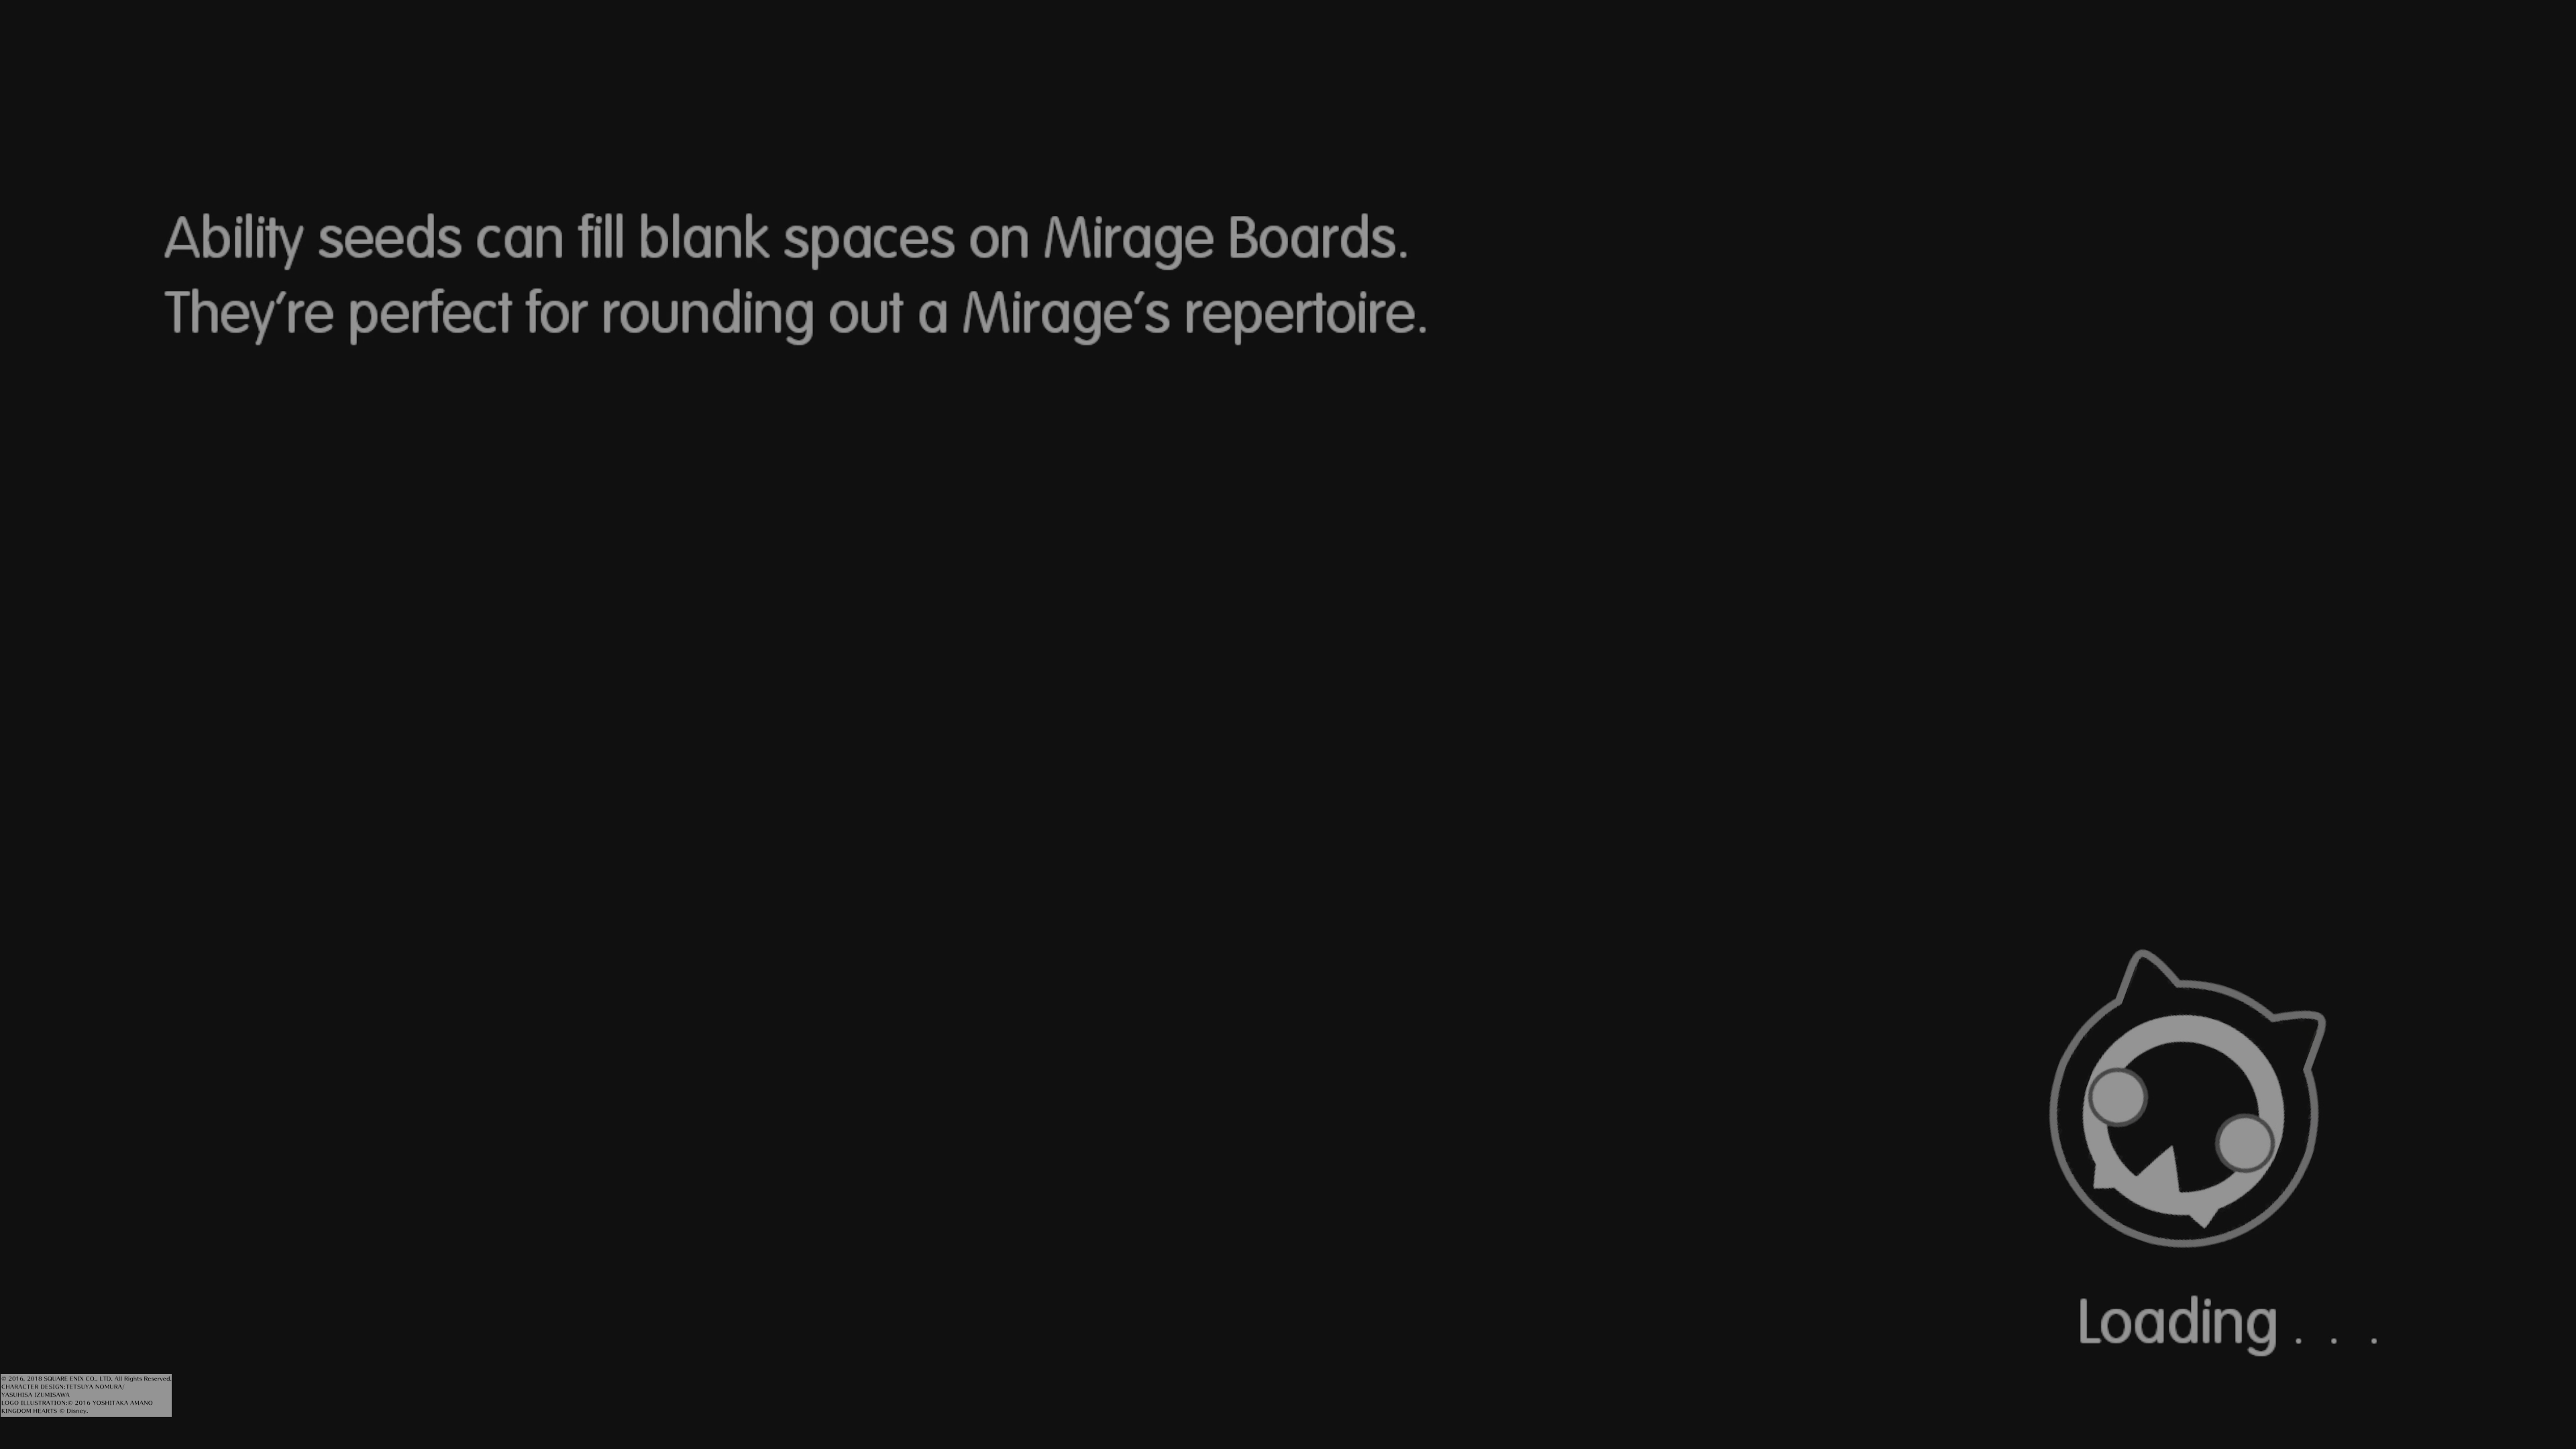 Ability seeds can fill blank spaces on Mirage Boards.
They're perfect for rounding out a Mirage's repertoire.
Loading . . .
© 2016, 2018 SQUARE ENIX CO., LTD. All Rights Reserved.
CHARACTER DESIGN:TETSUYA NOMURA/
YASUHISA IZUMISAWA
LOGO ILLUSTRATION:© 2016 YOSHITAKA AMANO
KINGDOM HEARTS © Disney.